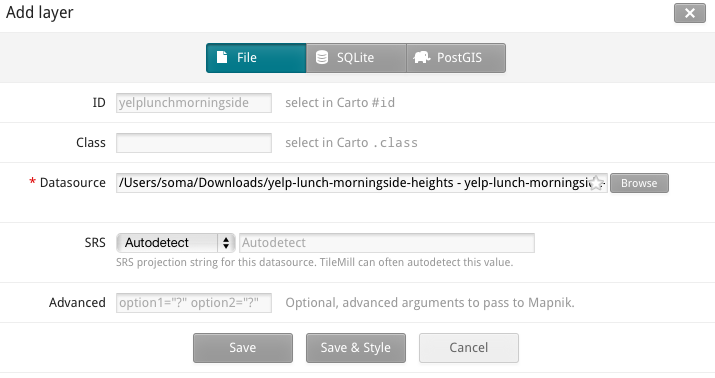 Add layer
File SQLite PostGIS
ID yelplunchmorningside select in Carto #id
Class select in Carto .class
* Datasource /Users/soma/Downloads/yelp-lunch-morningside-heights - yelp-lunch-morningsi Browse
SRS Autodetect Autodetect
SRS projection string for this datasource. TileMill can often autodetect this value.
Advanced option1="?" option2="?" Optional, advanced arguments to pass to Mapnik.
Save Save & Style Cancel